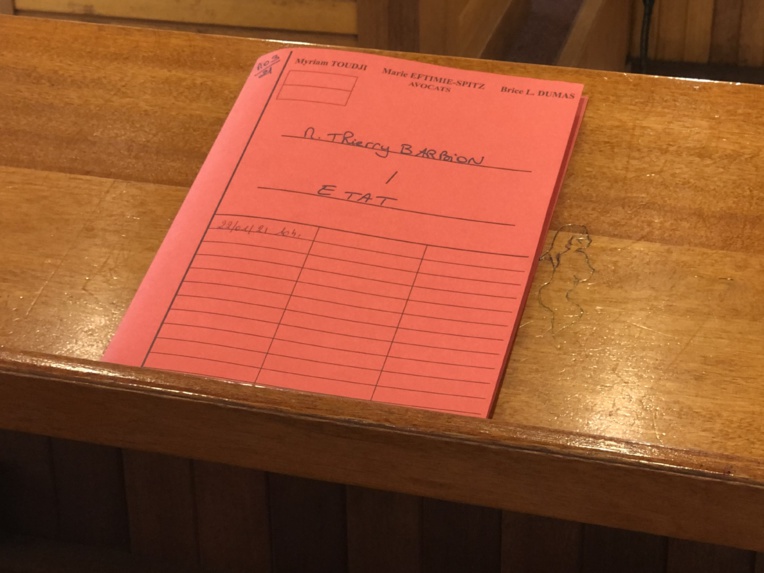 Myriam TOUDJI Marie EFTIMIE-SPITZ Brice L. DUMAS
AVOCATS
M. Thierry BARBION
/
ETAT